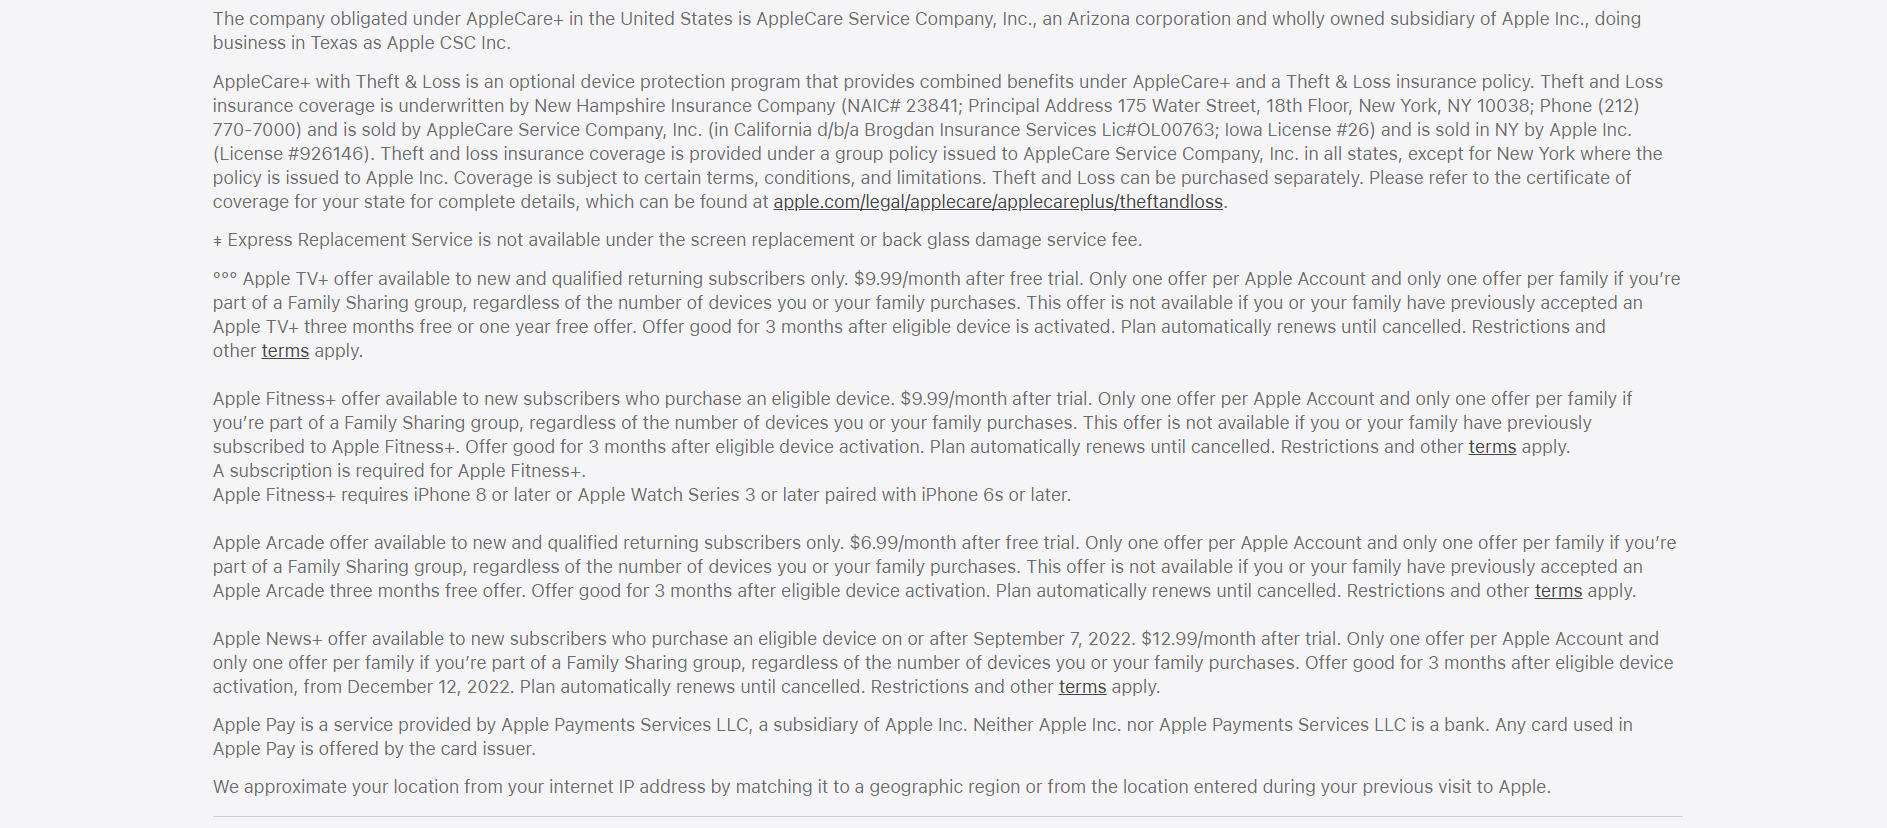 The company obligated under AppleCare+ in the United States is AppleCare Service Company, Inc., an Arizona corporation and wholly owned subsidiary of Apple Inc., doing
business in Texas as Apple CSC Inc.
AppleCare+ with Theft & Loss is an optional device protection program that provides combined benefits under AppleCare+ and a Theft & Loss insurance policy. Theft and Loss
insurance coverage is underwritten by New Hampshire Insurance Company (NAIC# 23841; Principal Address 175 Water Street, 18th Floor, New York, NY 10038; Phone (212)
770-7000) and is sold by AppleCare Service Company, Inc. (in California d/b/a Brogdan Insurance Services Lic#OL00763; Iowa License #26) and is sold in NY by Apple Inc.
(License #926146). Theft and loss insurance coverage is provided under a group policy issued to AppleCare Service Company, Inc. in all states, except for New York where the
policy is issued to Apple Inc. Coverage is subject to certain terms, conditions, and limitations. Theft and Loss can be purchased separately. Please refer to the certificate of
coverage for your state for complete details, which can be found at apple.com/legal/applecare/applecareplus/theftandloss.
ǂ Express Replacement Service is not available under the screen replacement or back glass damage service fee.
°°° Apple TV+ offer available to new and qualified returning subscribers only. $9.99/month after free trial. Only one offer per Apple Account and only one offer per family if you’re
part of a Family Sharing group, regardless of the number of devices you or your family purchases. This offer is not available if you or your family have previously accepted an
Apple TV+ three months free or one year free offer. Offer good for 3 months after eligible device is activated. Plan automatically renews until cancelled. Restrictions and
other terms apply.
Apple Fitness+ offer available to new subscribers who purchase an eligible device. $9.99/month after trial. Only one offer per Apple Account and only one offer per family if
you’re part of a Family Sharing group, regardless of the number of devices you or your family purchases. This offer is not available if you or your family have previously
subscribed to Apple Fitness+. Offer good for 3 months after eligible device activation. Plan automatically renews until cancelled. Restrictions and other terms apply.
A subscription is required for Apple Fitness+.
Apple Fitness+ requires iPhone 8 or later or Apple Watch Series 3 or later paired with iPhone 6s or later.
Apple Arcade offer available to new and qualified returning subscribers only. $6.99/month after free trial. Only one offer per Apple Account and only one offer per family if you’re
part of a Family Sharing group, regardless of the number of devices you or your family purchases. This offer is not available if you or your family have previously accepted an
Apple Arcade three months free offer. Offer good for 3 months after eligible device activation. Plan automatically renews until cancelled. Restrictions and other terms apply.
Apple News+ offer available to new subscribers who purchase an eligible device on or after September 7, 2022. $12.99/month after trial. Only one offer per Apple Account and
only one offer per family if you’re part of a Family Sharing group, regardless of the number of devices you or your family purchases. Offer good for 3 months after eligible device
activation, from December 12, 2022. Plan automatically renews until cancelled. Restrictions and other terms apply.
Apple Pay is a service provided by Apple Payments Services LLC, a subsidiary of Apple Inc. Neither Apple Inc. nor Apple Payments Services LLC is a bank. Any card used in
Apple Pay is offered by the card issuer.
We approximate your location from your internet IP address by matching it to a geographic region or from the location entered during your previous visit to Apple.